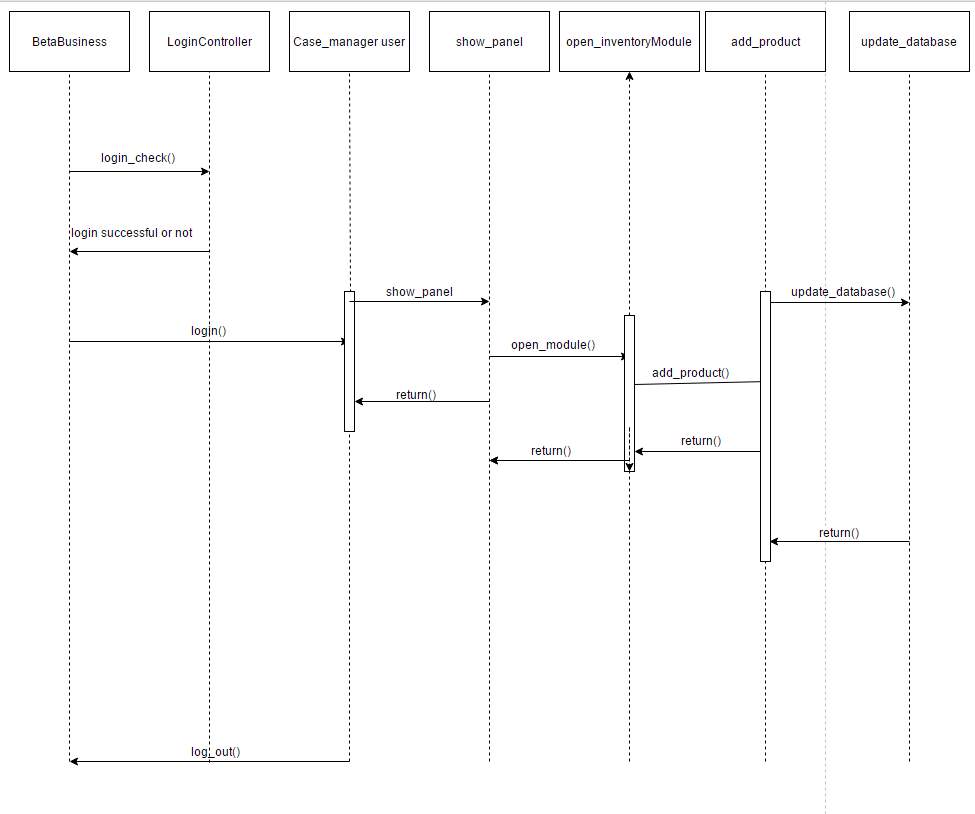 BetaBusiness
LoginController
Case_manager user
show_panel
open_inventoryModule
add_product
update_database
login_check()
login successful or not
show_panel
update_database()
login()
open_module()
add_product()
return()
return()
return()
return()
log_out()